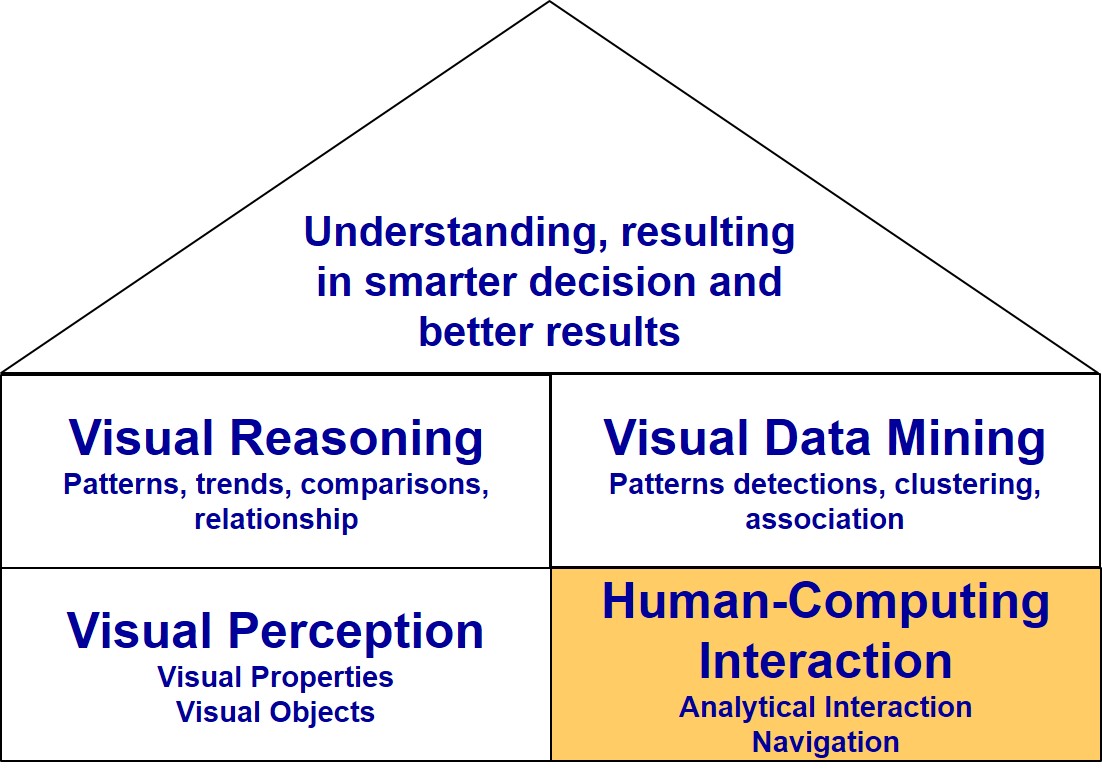 Understanding, resulting
in smarter decision and
better results
Visual Reasoning
Patterns, trends, comparisons,
relationship
Visual Data Mining
Patterns detections, clustering,
association
Visual Perception
Visual Properties
Visual Objects
Human-Computing
Interaction
Analytical Interaction
Navigation